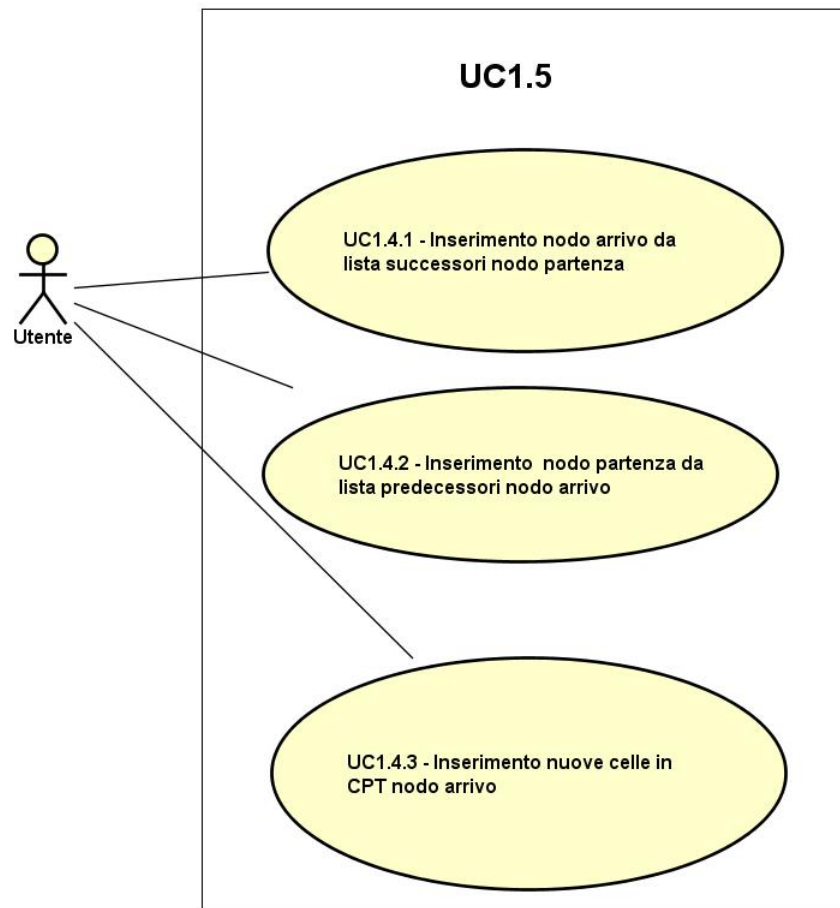 UC1.5
UC1.4.1 - Inserimento nodo arrivo da
lista successori nodo partenza
Utente
UC1.4.2 - Inserimento nodo partenza da
lista predecessori nodo arrivo
UC1.4.3 - Inserimento nuove celle in
CPT nodo arrivo